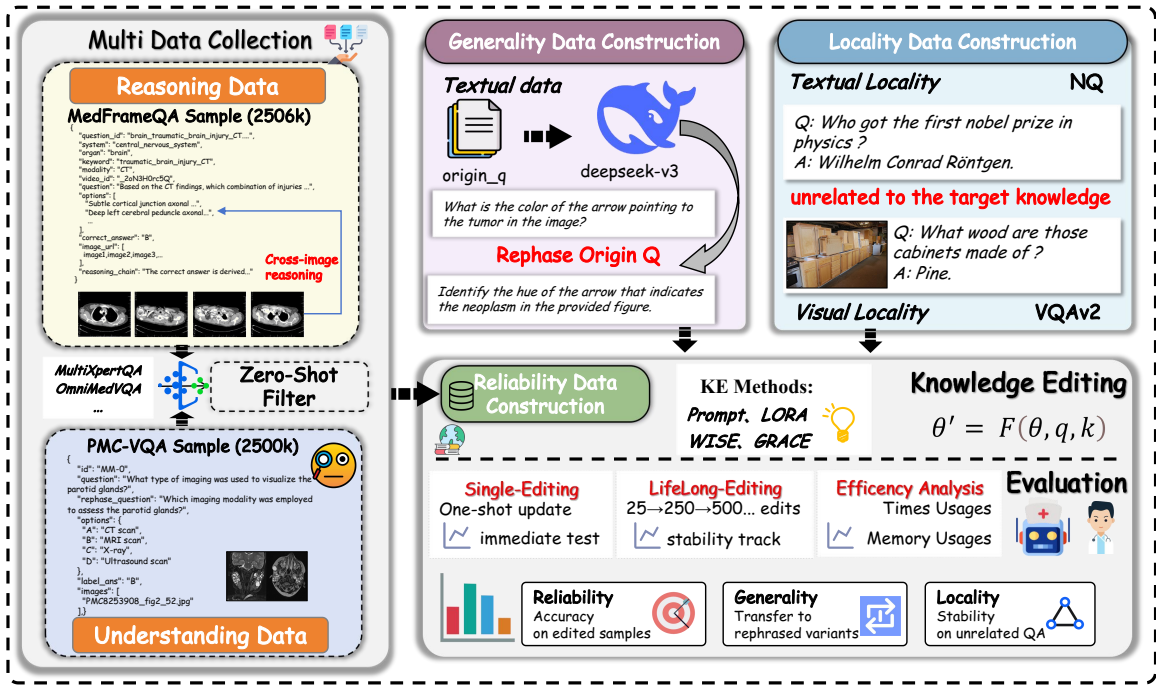 Multi Data Collection
Reasoning Data
MedFrameQA Sample (2506k)
{
"question_id": "brain_traumatic_brain_injury_CT....",
"system": "central_nervous_system",
"organ": "brain",
"keyword": "traumatic_brain_injury_CT",
"modality": "CT",
"video_id": "_2oN3H0rc5Q",
"question": "Based on the CT findings, which combination of injuries ...",
"options": [
"Subtle cortical junction axonal ...",
"Deep left cerebral peduncle axonal...",
...
],
"correct_answer": "B",
"image_url": [
image1,image2,image3,...
],
"reasoning_chain": "The correct answer is derived..."
}
Cross-image
reasoning
MultiXpertQA
OmniMedVQA
...
Zero-Shot
Filter
PMC-VQA Sample (2500k)
{
"id": "MM-0",
"question": "What type of imaging was used to visualize the
parotid glands?",
"rephase_question": "Which imaging modality was employed
to assess the parotid glands?",
"options": {
"A": "CT scan",
"B": "MRI scan",
"C": "X-ray",
"D": "Ultrasound scan"
},
"label_ans": "B",
"images": [
"PMC8253908_fig2_52.jpg"
],}
Understanding Data
Generality Data Construction
Textual data
origin_q
deepseek-v3
What is the color of the arrow pointing to
the tumor in the image?
Rephase Origin Q
Identify the hue of the arrow that indicates
the neoplasm in the provided figure.
Locality Data Construction
Textual Locality NQ
Q: Who got the first nobel prize in
physics ?
A: Wilhelm Conrad Röntgen.
unrelated to the target knowledge
Q: What wood are those
cabinets made of ?
A: Pine.
Visual Locality VQAv2
Reliability Data
Construction
KE Methods:
Prompt、LORA
WISE、GRACE
Knowledge Editing
θ′ = F(θ, q, k)
Single-Editing
One-shot update
immediate test
LifeLong-Editing
25→250→500... edits
stability track
Efficency Analysis
Times Usages
Memory Usages
Evaluation
Reliability
Accuracy
on edited samples
Generality
Transfer to
rephrased variants
Locality
Stability
on unrelated QA